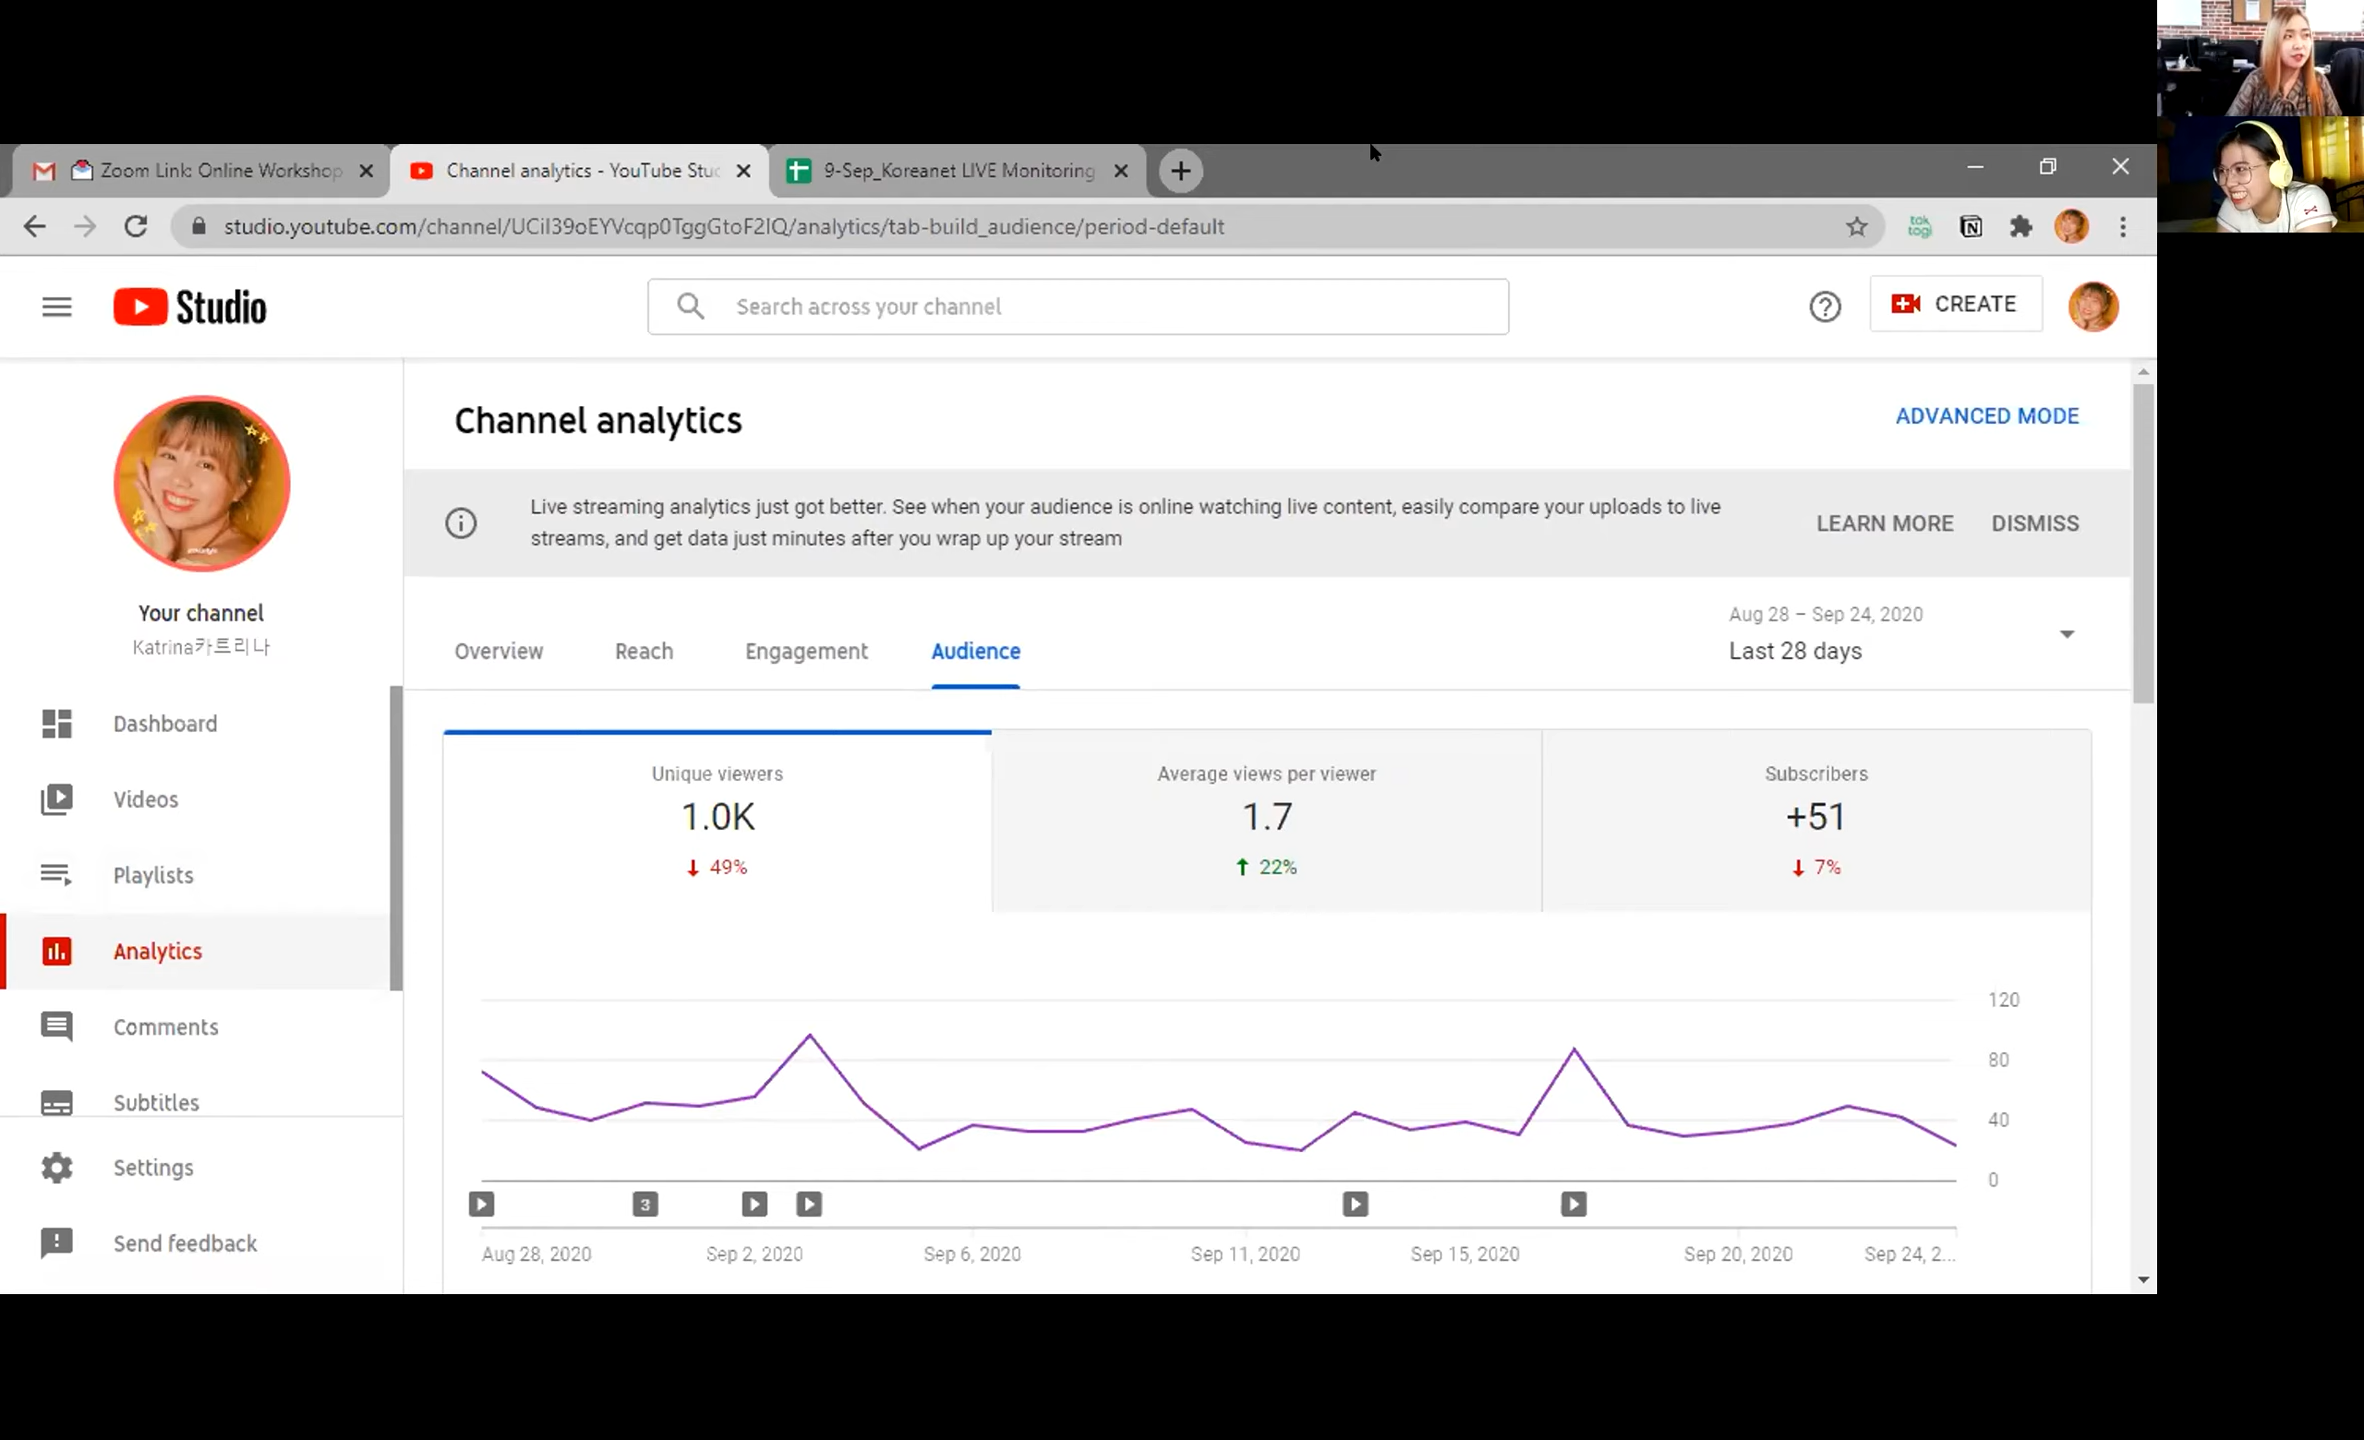 Zoom Link: Online Workshop
Channel analytics - YouTube Stu
9-Sep_Koreanet LIVE Monitoring
studio.youtube.com/channel/UCil39oEYVcqp0TggGtoF2lQ/analytics/tab-build_audience/period-default
tok
tog
Studio
Search across your channel
CREATE
Channel analytics
ADVANCED MODE
Live streaming analytics just got better. See when your audience is online watching live content, easily compare your uploads to live
streams, and get data just minutes after you wrap up your stream
LEARN MORE
DISMISS
Your channel
Katrina카트리나
Dashboard
Videos
Playlists
Analytics
Comments
Subtitles
Settings
Send feedback
Overview
Reach
Engagement
Audience
Aug 28 – Sep 24, 2020
Last 28 days
Unique viewers
1.0K
49%
Average views per viewer
1.7
22%
Subscribers
+51
7%
120
80
40
0
3
Aug 28, 2020
Sep 2, 2020
Sep 6, 2020
Sep 11, 2020
Sep 15, 2020
Sep 20, 2020
Sep 24, 2...